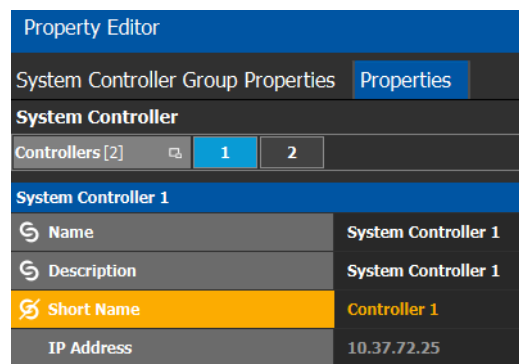 Property Editor
System Controller Group Properties Properties
System Controller
Controllers [2] 1 2
System Controller 1
Name System Controller 1
Description System Controller 1
Short Name Controller 1
IP Address 10.37.72.25